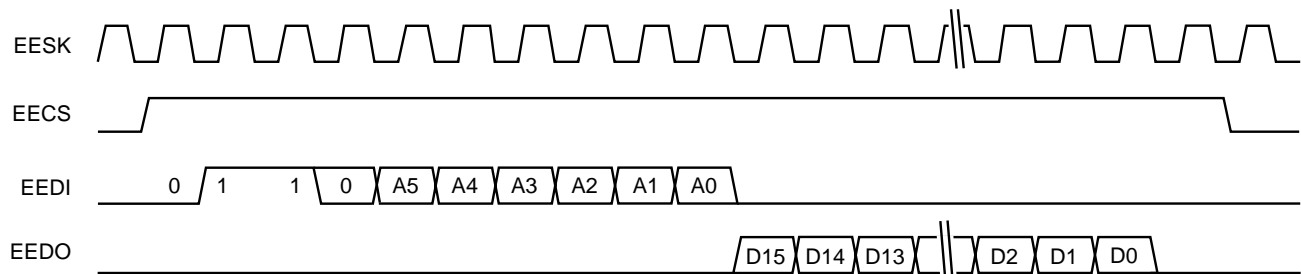 EESK
EECS
EEDI 0 1 1 0 A5 A4 A3 A2 A1 A0
EEDO D15 D14 D13 D2 D1 D0